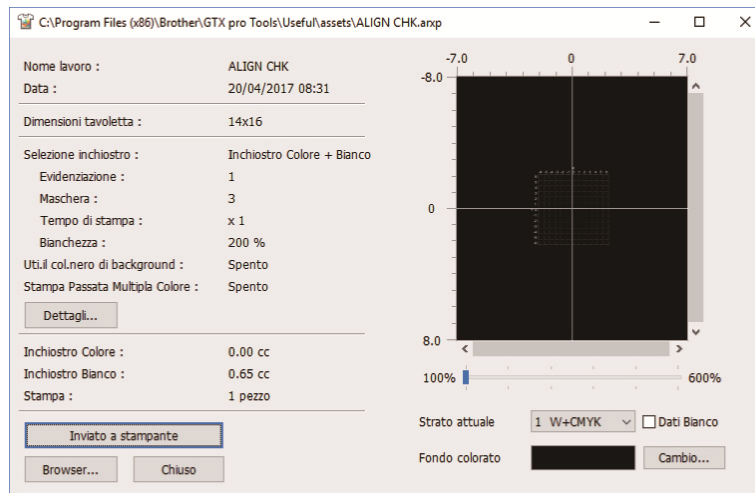 C:\Program Files (x86)\Brother\GTX pro Tools\Useful\assets\ALIGN CHK.arxp
Nome lavoro : ALIGN CHK
Data : 20/04/2017 08:31
Dimensioni tavoletta : 14x16
Selezione inchiostro : Inchiostro Colore + Bianco
Evidenziazione : 1
Maschera : 3
Tempo di stampa : x 1
Bianchezza : 200 %
Uti.il col.nero di background : Spento
Stampa Passata Multipla Colore : Spento
Dettagli...
Inchiostro Colore : 0.00 cc
Inchiostro Bianco : 0.65 cc
Stampa : 1 pezzo
Inviato a stampante
Browser... Chiuso
-7.0 0 7.0
-8.0
0
8.0
100% 600%
Strato attuale 1 W+CMYK Dati Bianco
Fondo colorato Cambio...